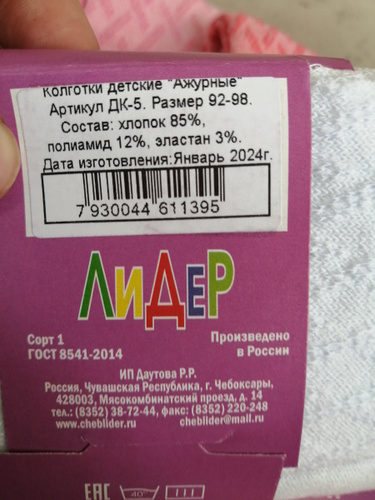 Колготки детские "Ажурные"
Артикул ДК-5. Размер 92-98.
Состав: хлопок 85%,
полиамид 12%, эластан 3%.
Дата изготовления:Январь 2024г.
7 930044 611395
ЛиДЕР
Сорт 1
ГОСТ 8541-2014
Произведено
в России
ИП Даутова Р.Р.
Россия, Чувашская Республика, г. Чебоксары,
428003, Мясокомбинатский проезд, д. 14
тел.: (8352) 38-72-44, факс: (8352) 220-248
www.cheblider.ru cheblider@mail.ru
EAC 40°